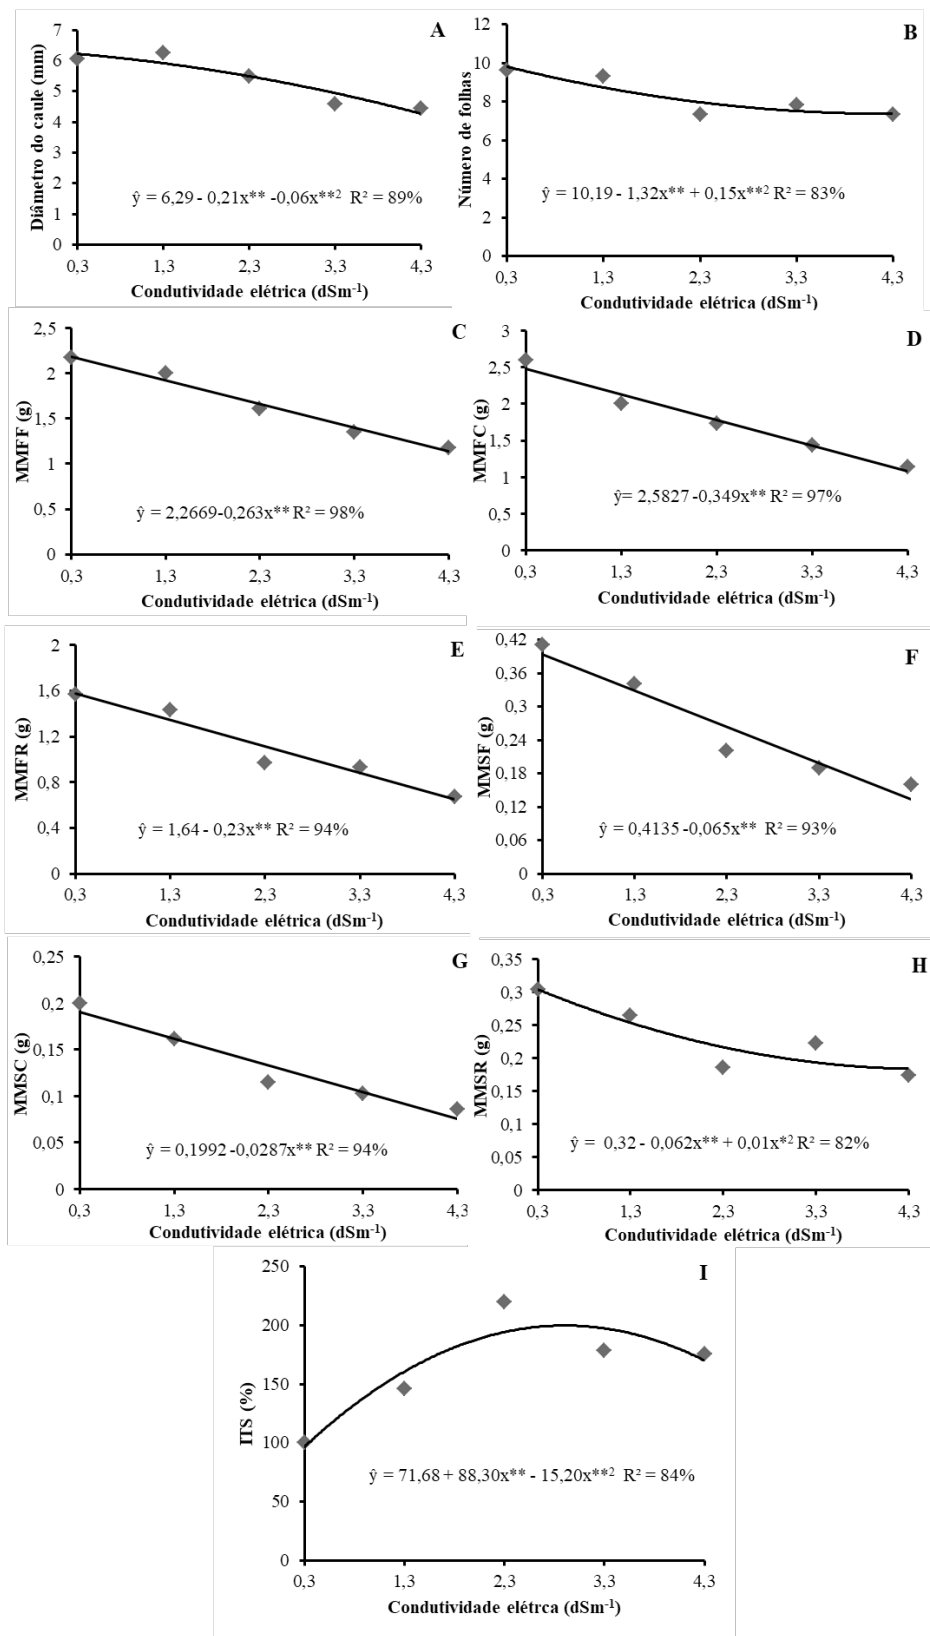 A
Diâmetro do caule (mm)
7
6
5
4
3
2
1
0
ŷ = 6,29 - 0,21x** -0,06x**² R² = 89%
0,3 1,3 2,3 3,3 4,3
Condutividade elétrica (dSm⁻¹)
B
Número de folhas
12
10
8
6
4
2
0
ŷ = 10,19 - 1,32x** + 0,15x**² R² = 83%
0,3 1,3 2,3 3,3 4,3
Condutividade elétrica (dSm⁻¹)
C
MMFF (g)
2,5
2
1,5
1
0,5
0
ŷ = 2,2669-0,263x** R² = 98%
0,3 1,3 2,3 3,3 4,3
Condutividade elétrica (dSm⁻¹)
D
MMFC (g)
3
2,5
2
1,5
1
0,5
0
ŷ= 2,5827 -0,349x** R² = 97%
0,3 1,3 2,3 3,3 4,3
Condutividade elétrica (dSm⁻¹)
E
MMFR (g)
2
1,6
1,2
0,8
0,4
0
ŷ = 1,64 - 0,23x** R² = 94%
0,3 1,3 2,3 3,3 4,3
Condutividade elétrica (dSm⁻¹)
F
MMSF (g)
0,42
0,36
0,3
0,24
0,18
0,12
0,06
0
ŷ = 0,4135 -0,065x** R² = 93%
0,3 1,3 2,3 3,3 4,3
Condutividade elétrica (dSm⁻¹)
G
MMSC (g)
0,25
0,2
0,15
0,1
0,05
0
ŷ = 0,1992 -0,0287x** R² = 94%
0,3 1,3 2,3 3,3 4,3
Condutividade elétrica (dSm⁻¹)
H
MMSR (g)
0,35
0,3
0,25
0,2
0,15
0,1
0,05
0
ŷ = 0,32 - 0,062x** + 0,01x*² R² = 82%
0,3 1,3 2,3 3,3 4,3
Condutividade elétrica (dSm⁻¹)
I
ITS (%)
250
200
150
100
50
0
ŷ = 71,68 + 88,30x** - 15,20x**² R² = 84%
0,3 1,3 2,3 3,3 4,3
Condutividade elétrca (dSm⁻¹)